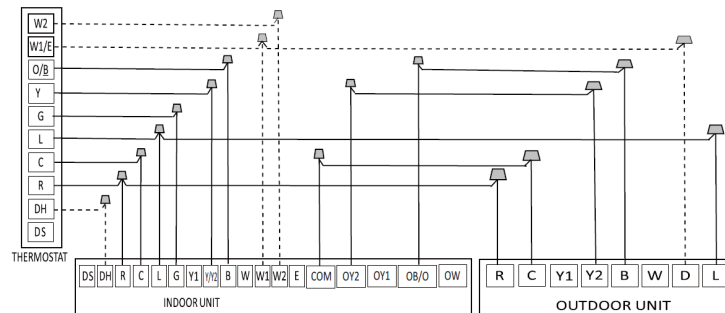 W2
W1/E
O/B
Y
G
L
C
R
DH
DS
THERMOSTAT
DS DH R C L G Y1 Y/Y2 B W W1 W2 E COM OY2 OY1 OB/O OW
INDOOR UNIT
R C Y1 Y2 B W D L
OUTDOOR UNIT